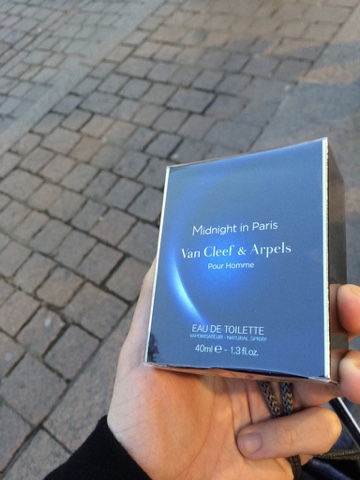 Midnight in Paris
Van Cleef & Arpels
Pour Homme
EAU DE TOILETTE
VAPORISATEUR · NATURAL SPRAY
40ml ℮ - 1.3 fl.oz.